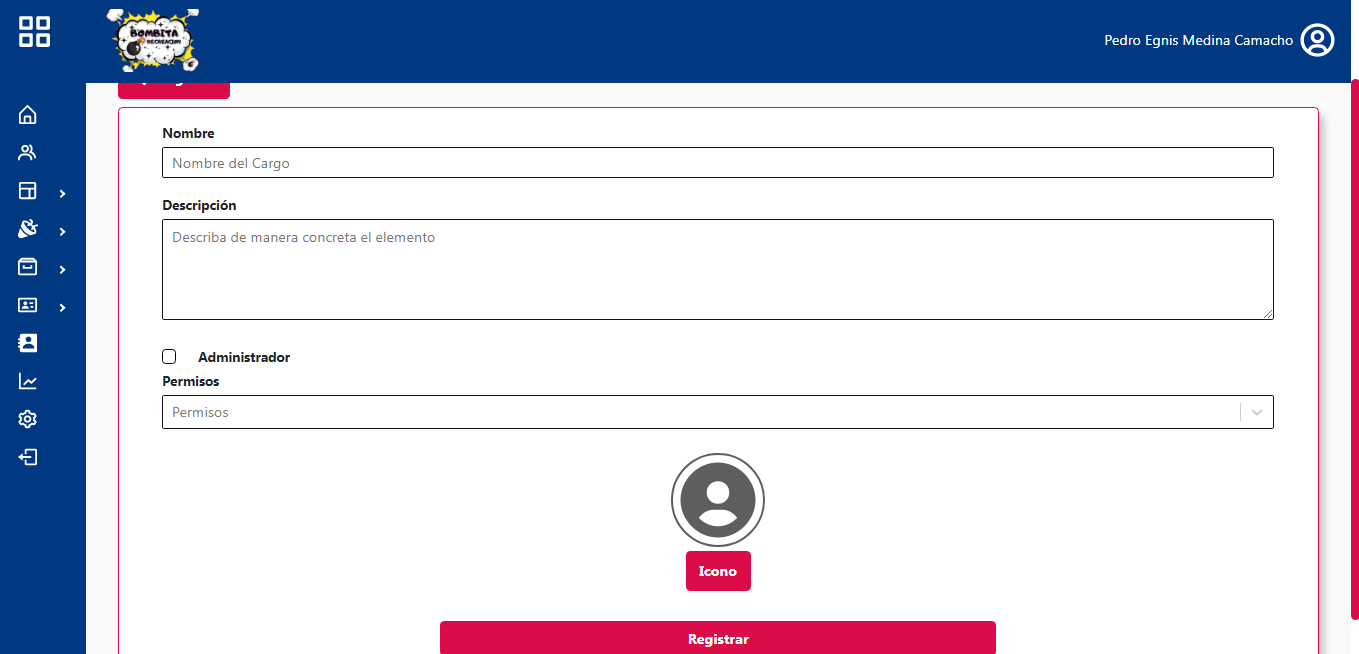 BOMBITA
RECREACIÓN
Pedro Egnis Medina Camacho
Nombre
Nombre del Cargo
Descripción
Describa de manera concreta el elemento
Administrador
Permisos
Permisos
Icono
Registrar